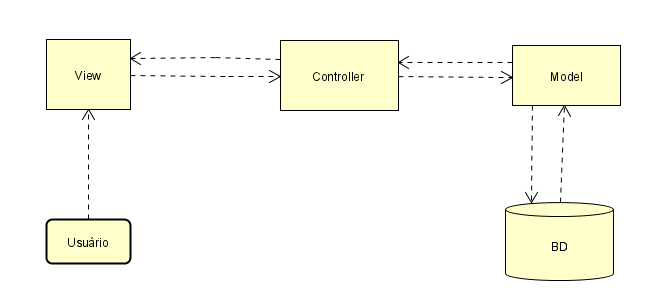 View
Controller
Model
Usuário
BD